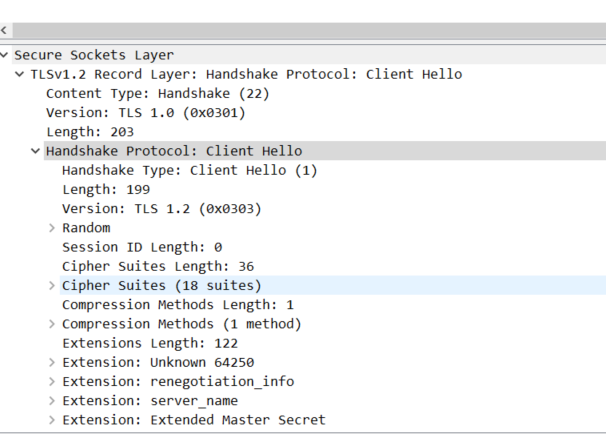 Secure Sockets Layer
TLSv1.2 Record Layer: Handshake Protocol: Client Hello
Content Type: Handshake (22)
Version: TLS 1.0 (0x0301)
Length: 203
Handshake Protocol: Client Hello
Handshake Type: Client Hello (1)
Length: 199
Version: TLS 1.2 (0x0303)
Random
Session ID Length: 0
Cipher Suites Length: 36
Cipher Suites (18 suites)
Compression Methods Length: 1
Compression Methods (1 method)
Extensions Length: 122
Extension: Unknown 64250
Extension: renegotiation_info
Extension: server_name
Extension: Extended Master Secret